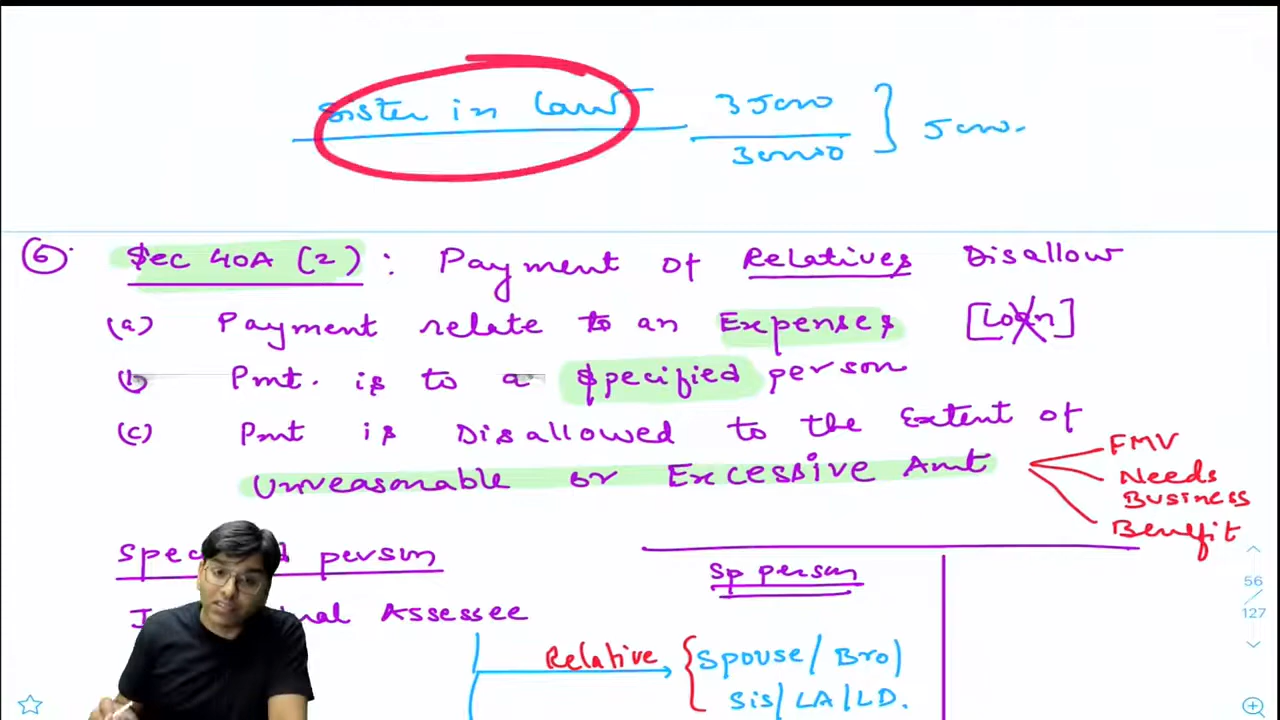 Sister in Law 35000
30000 } 5000.
6. Sec 40A (2) : Payment of Relatives Disallow
(a) Payment relate to an Expenses [Loan]
(b) Pmt. is to a specified person
(c) Pmt is Disallowed to the Extent of
Unreasonable or Excessive Amt
FMV
Needs
Business
Benefit
person
Sp person
Assessee
Relative { Spouse/ Bro/
Sis/ LA/ LD.
56
127